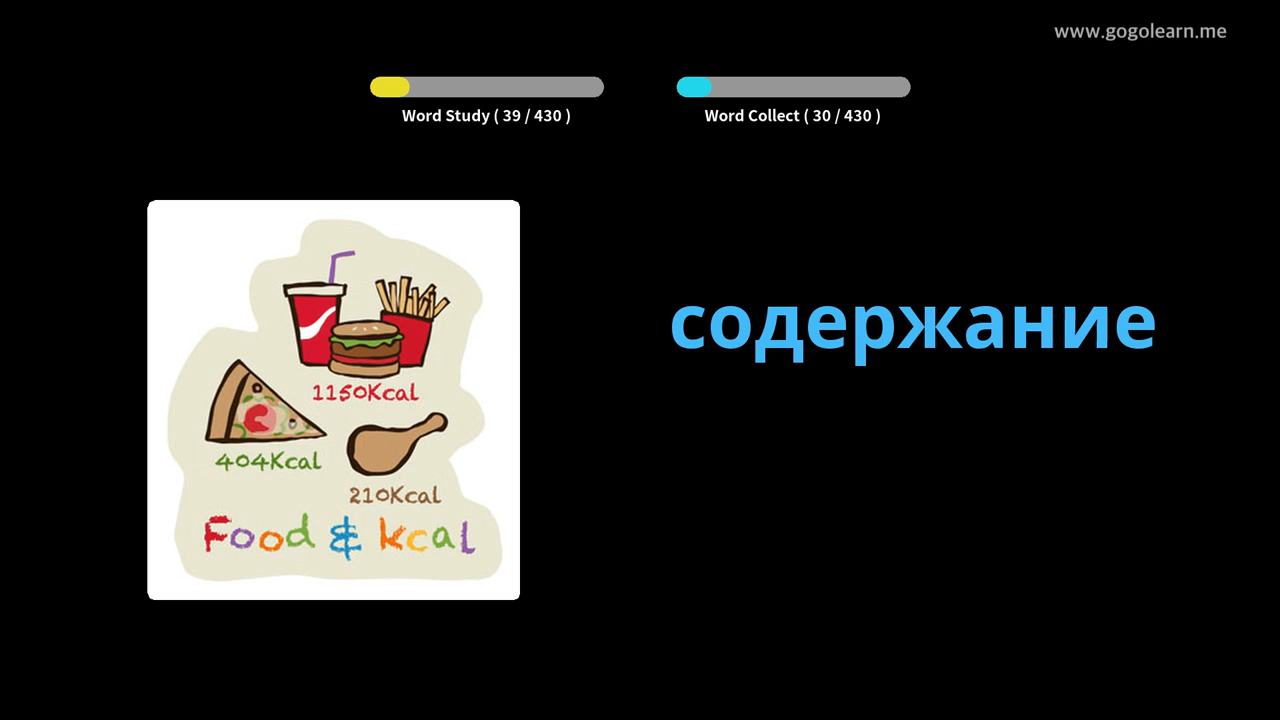 www.gogolearn.me
Word Study ( 39 / 430 )
Word Collect ( 30 / 430 )
содержание
1150Kcal
404Kcal
210Kcal
Food & kcal